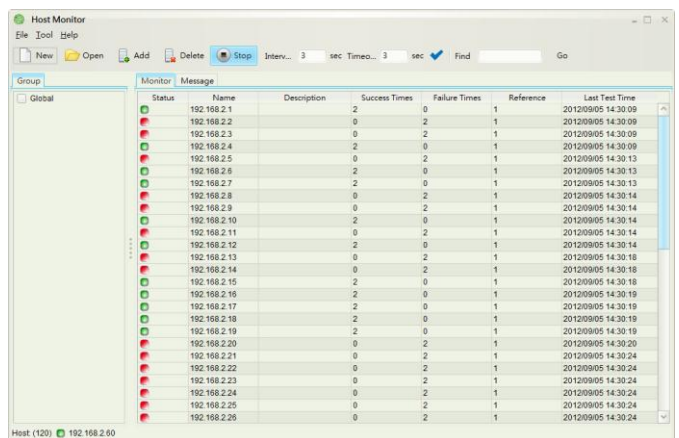 Host Monitor
File Tool Help
New Open Add Delete Stop Interv... 3 sec Timeo... 3 sec Find Go
Group Monitor Message
Global
Status Name Description Success Times Failure Times Reference Last Test Time
192.168.2.1 2 0 1 2012/09/05 14:30:09
192.168.2.2 0 2 1 2012/09/05 14:30:09
192.168.2.3 0 2 1 2012/09/05 14:30:09
192.168.2.4 2 0 1 2012/09/05 14:30:09
192.168.2.5 0 2 1 2012/09/05 14:30:13
192.168.2.6 2 0 1 2012/09/05 14:30:13
192.168.2.7 2 0 1 2012/09/05 14:30:13
192.168.2.8 0 2 1 2012/09/05 14:30:14
192.168.2.9 0 2 1 2012/09/05 14:30:14
192.168.2.10 2 0 1 2012/09/05 14:30:14
192.168.2.11 0 2 1 2012/09/05 14:30:14
192.168.2.12 2 0 1 2012/09/05 14:30:14
192.168.2.13 0 2 1 2012/09/05 14:30:18
192.168.2.14 0 2 1 2012/09/05 14:30:18
192.168.2.15 2 0 1 2012/09/05 14:30:18
192.168.2.16 2 0 1 2012/09/05 14:30:19
192.168.2.17 2 0 1 2012/09/05 14:30:19
192.168.2.18 2 0 1 2012/09/05 14:30:19
192.168.2.19 2 0 1 2012/09/05 14:30:19
192.168.2.20 0 2 1 2012/09/05 14:30:20
192.168.2.21 0 2 1 2012/09/05 14:30:24
192.168.2.22 0 2 1 2012/09/05 14:30:24
192.168.2.23 0 2 1 2012/09/05 14:30:24
192.168.2.24 0 2 1 2012/09/05 14:30:24
192.168.2.25 0 2 1 2012/09/05 14:30:24
192.168.2.26 0 2 1 2012/09/05 14:30:24
Host: (120) 192.168.2.60